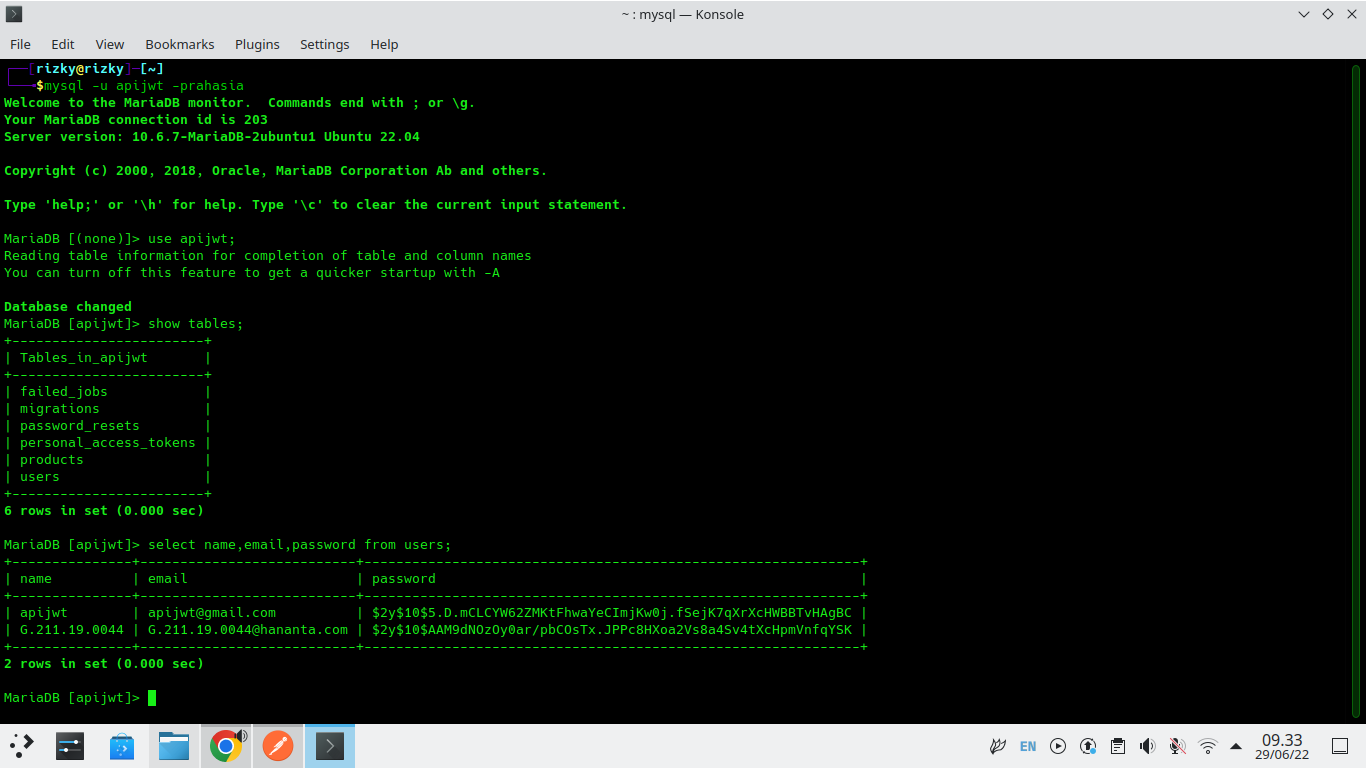 ~ : mysql — Konsole
File Edit View Bookmarks Plugins Settings Help
[rizky@rizky]-[~]
$mysql -u apijwt -prahasia
Welcome to the MariaDB monitor.  Commands end with ; or \g.
Your MariaDB connection id is 203
Server version: 10.6.7-MariaDB-2ubuntu1 Ubuntu 22.04
Copyright (c) 2000, 2018, Oracle, MariaDB Corporation Ab and others.
Type 'help;' or '\h' for help. Type '\c' to clear the current input statement.
MariaDB [(none)]> use apijwt;
Reading table information for completion of table and column names
You can turn off this feature to get a quicker startup with -A
Database changed
MariaDB [apijwt]> show tables;
+------------------------+
| Tables_in_apijwt       |
+------------------------+
| failed_jobs            |
| migrations             |
| password_resets        |
| personal_access_tokens |
| products               |
| users                  |
+------------------------+
6 rows in set (0.000 sec)
MariaDB [apijwt]> select name,email,password from users;
+---------------+---------------------------+--------------------------------------------------------------+
| name          | email                     | password                                                     |
+---------------+---------------------------+--------------------------------------------------------------+
| apijwt        | apijwt@gmail.com          | $2y$10$5.D.mCLCYW62ZMKtFhwaYeCImjKw0j.fSejK7qXrXcHWBBTvHAgBC |
| G.211.19.0044 | G.211.19.0044@hananta.com | $2y$10$AAM9dNOzOy0ar/pbCOsTx.JPPc8HXoa2Vs8a4Sv4tXcHpmVnfqYSK |
+---------------+---------------------------+--------------------------------------------------------------+
2 rows in set (0.000 sec)
MariaDB [apijwt]>
EN
09.33
29/06/22